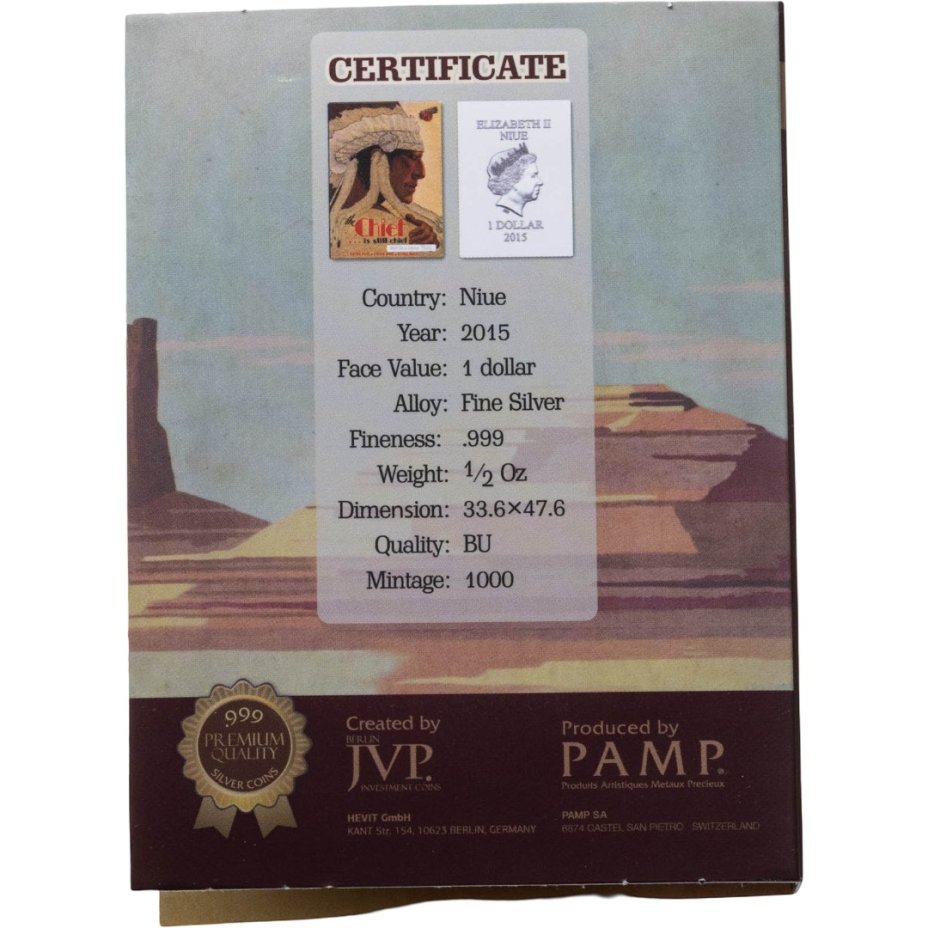 CERTIFICATE
the
Chief
... is still chief
ELIZABETH II
NIUE
1 DOLLAR
2015
Country: Niue
Year: 2015
Face Value: 1 dollar
Alloy: Fine Silver
Fineness: .999
Weight: 1/2 Oz
Dimension: 33.6×47.6
Quality: BU
Mintage: 1000
.999
PREMIUM
QUALITY
SILVER COINS
Created by
BERLIN
JVP.
INVESTMENT COINS
HEVIT GmbH
KANT Str. 154, 10623 BERLIN, GERMANY
Produced by
PAMP®
Produits Artistiques Metaux Precieux
PAMP SA
6874 CASTEL SAN PIETRO SWITZERLAND